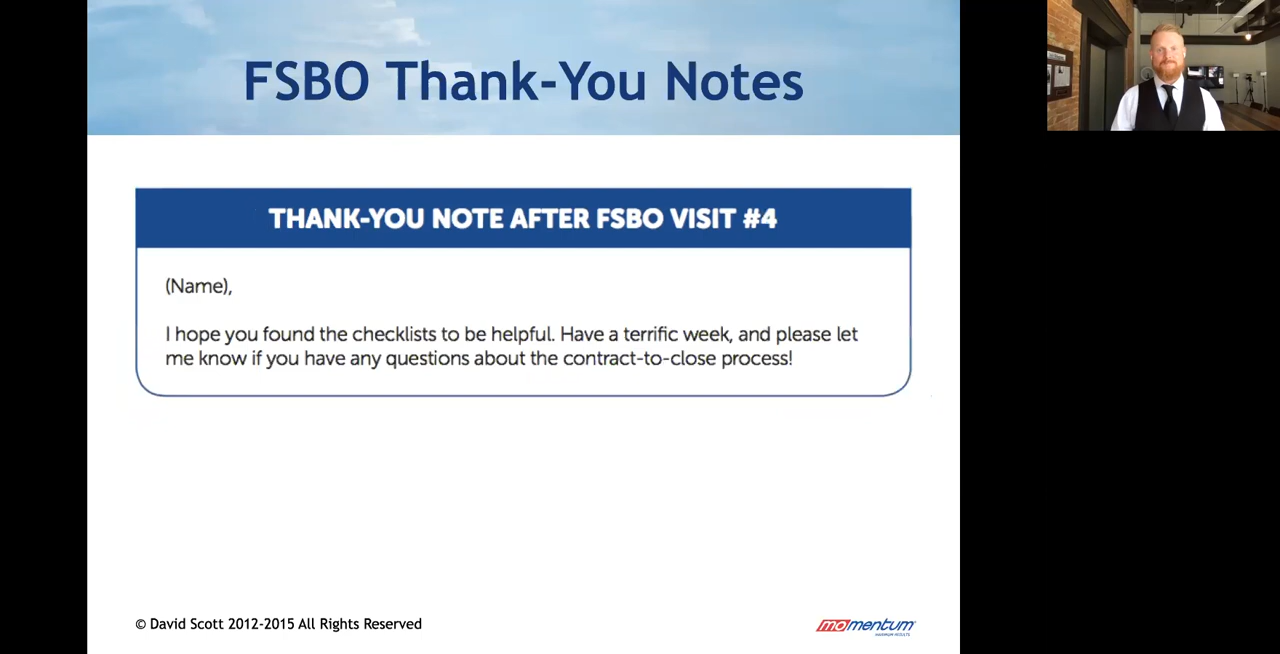 FSBO Thank-You Notes
THANK-YOU NOTE AFTER FSBO VISIT #4
(Name),
I hope you found the checklists to be helpful. Have a terrific week, and please let
me know if you have any questions about the contract-to-close process!
© David Scott 2012-2015 All Rights Reserved
momentum
MAXIMUM RESULTS